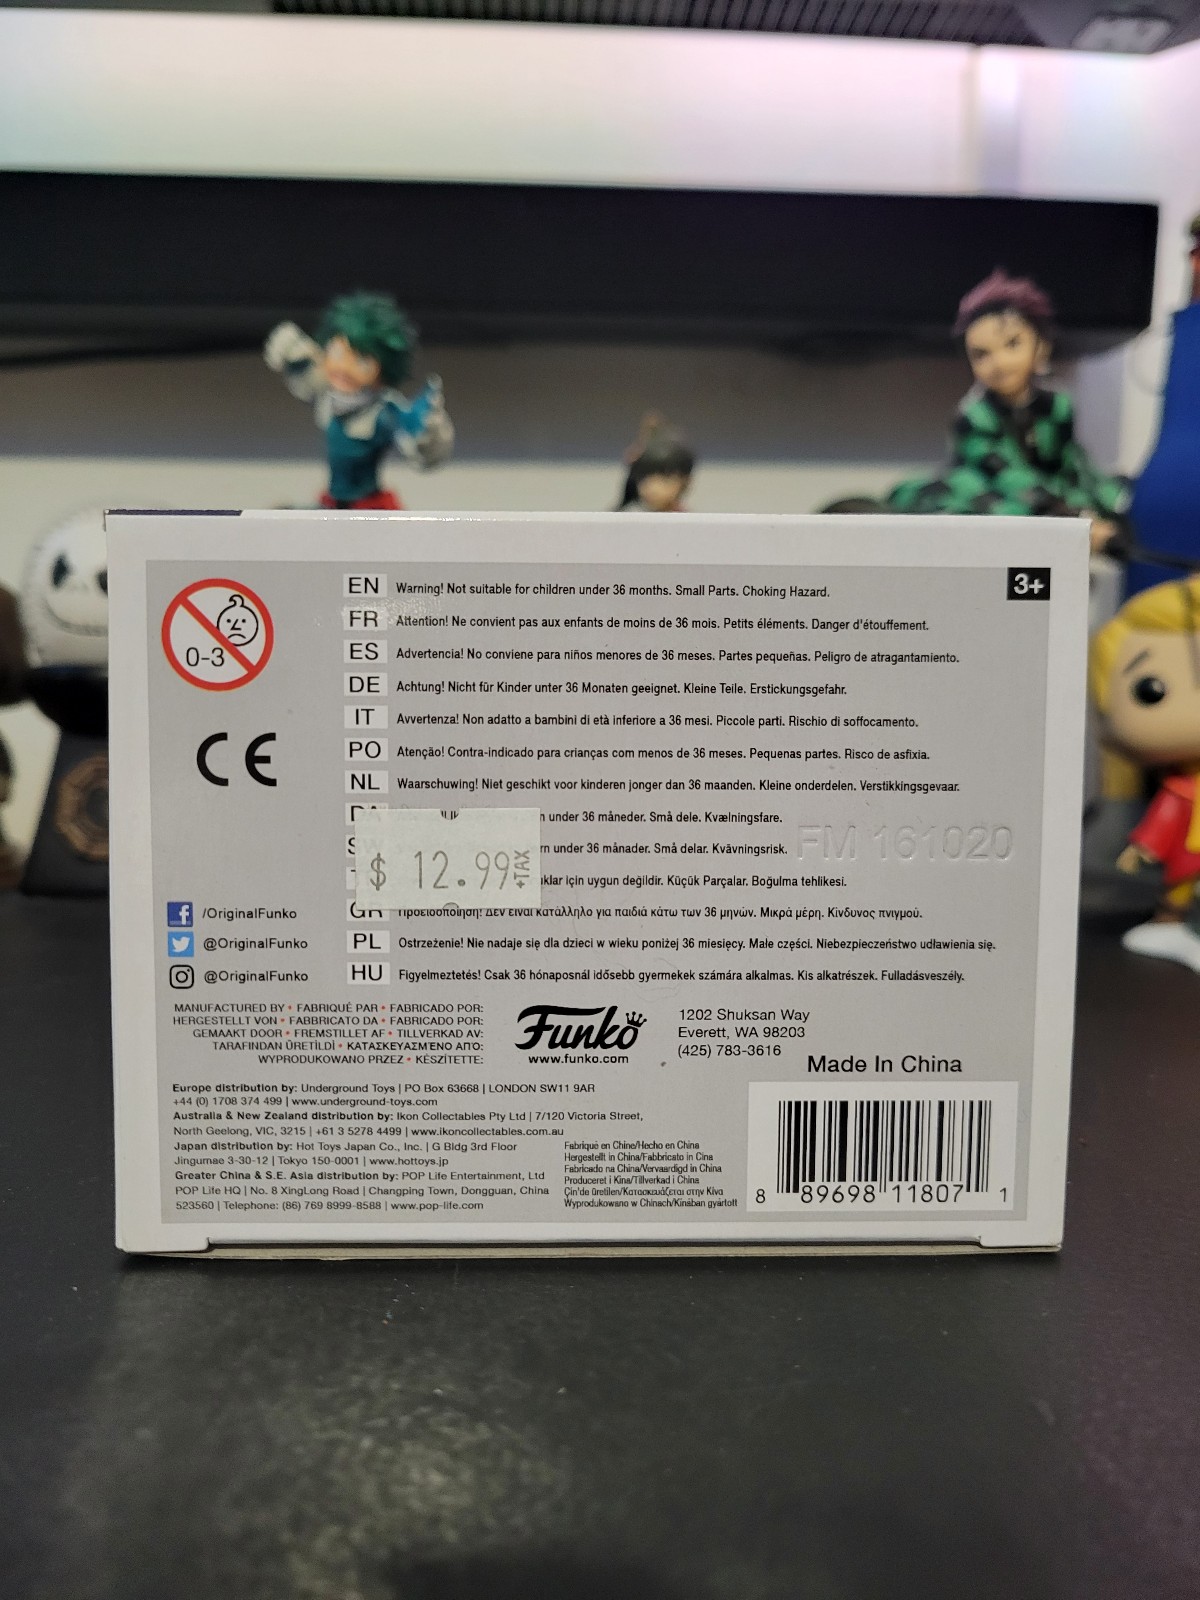 0-3
3+
EN Warning! Not suitable for children under 36 months. Small Parts. Choking Hazard.
FR Attention! Ne convient pas aux enfants de moins de 36 mois. Petits éléments. Danger d'étouffement.
ES Advertencia! No conviene para niños menores de 36 meses. Partes pequeñas. Peligro de atragantamiento.
DE Achtung! Nicht für Kinder unter 36 Monaten geeignet. Kleine Teile. Erstickungsgefahr.
IT Avvertenza! Non adatto a bambini di età inferiore a 36 mesi. Piccole parti. Rischio di soffocamento.
PO Atenção! Contra-indicado para crianças com menos de 36 meses. Pequenas partes. Risco de asfixia.
NL Waarschuwing! Niet geschikt voor kinderen jonger dan 36 maanden. Kleine onderdelen. Verstikkingsgevaar.
DA under 36 måneder. Små dele. Kvælningsfare.
under 36 månader. Små delar. Kvävningsrisk.
için uygun değildir. Küçük Parçalar. Boğulma tehlikesi.
GR Προειδοποίηση! Δεν είναι κατάλληλο για παιδιά κάτω των 36 μηνών. Μικρά μέρη. Κίνδυνος πνιγμού.
PL Ostrzeżenie! Nie nadaje się dla dzieci w wieku poniżej 36 miesięcy. Małe części. Niebezpieczeństwo udławienia się.
HU Figyelmeztetés! Csak 36 hónaposnál idősebb gyermekek számára alkalmas. Kis alkatrészek. Fulladásveszély.
CE
$ 12.99 +TAX
FM 161020
/OriginalFunko
@OriginalFunko
@OriginalFunko
MANUFACTURED BY • FABRIQUÉ PAR • FABRICADO POR:
HERGESTELLT VON • FABBRICATO DA • FABRICADO POR:
GEMAAKT DOOR • FREMSTILLET AF • TILLVERKAD AV:
TARAFINDAN ÜRETİLDİ • ΚΑΤΑΣΚΕΥΑΣΜΈΝΟ ΑΠΌ:
WYPRODUKOWANO PRZEZ • KÉSZÍTETTE:
Funko
www.funko.com
1202 Shuksan Way
Everett, WA 98203
(425) 783-3616
Made In China
Europe distribution by: Underground Toys | PO Box 63668 | LONDON SW11 9AR
+44 (0) 1708 374 499 | www.underground-toys.com
Australia & New Zealand distribution by: Ikon Collectables Pty Ltd | 7/120 Victoria Street,
North Geelong, VIC, 3215 | +61 3 5278 4499 | www.ikoncollectables.com.au
Japan distribution by: Hot Toys Japan Co., Inc. | G Bldg 3rd Floor
Jingumae 3-30-12 | Tokyo 150-0001 | www.hottoys.jp
Greater China & S.E. Asia distribution by: POP Life Entertainment, Ltd
POP Life HQ | No. 8 XingLong Road | Changping Town, Dongguan, China
523560 | Telephone: (86) 769 8999-8588 | www.pop-life.com
Fabriqué en Chine/Hecho en China
Hergestellt in China/Fabbricato in Cina
Fabricado na China/Vervaardigd in China
Produceret i Kina/Tillverkad i China
Çin'de üretilen/Κατασκευάζεται στην Κίνα
Wyprodukowano w Chinach/Kínában gyártott
8 89698 11807 1